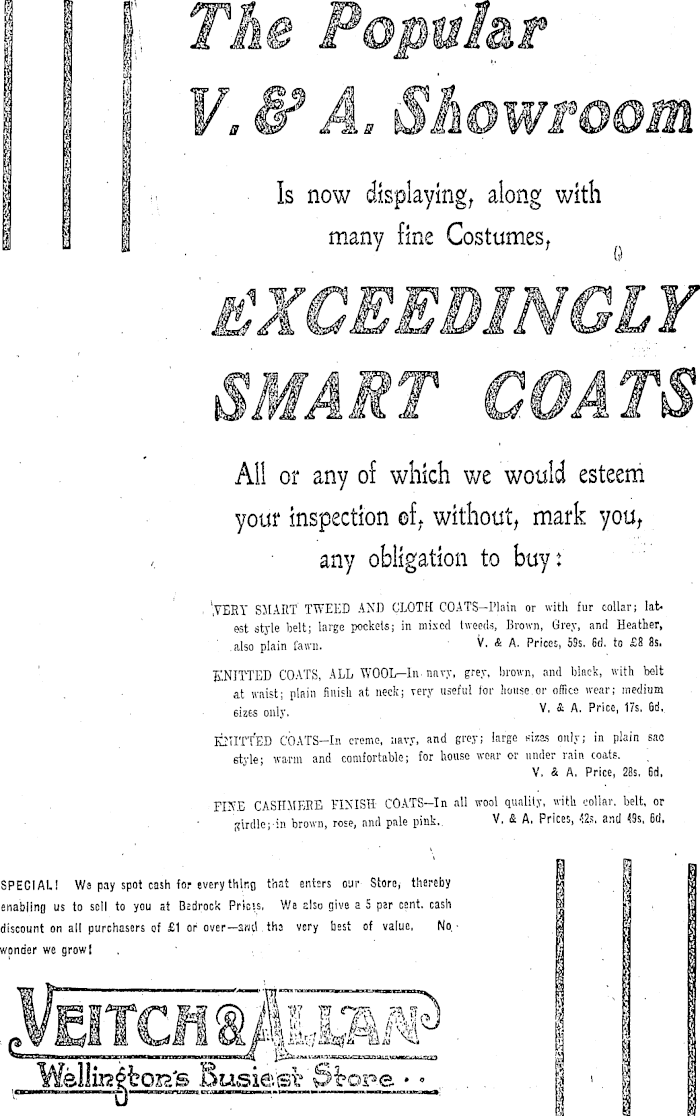 The Popular
V. & A. Showroom
Is now displaying, along with
many fine Costumes,
EXCEEDINGLY
SMART COATS
All or any of which we would esteem
your inspection of, without, mark you,
any obligation to buy:
VERY SMART TWEED AND CLOTH COATS—Plain or with fur collar; lat-
est style belt; large pockets; in mixed tweeds, Brown, Grey, and Heather,
also plain fawn. V. & A. Prices, 59s. 6d. to £8 8s.
KNITTED COATS, ALL WOOL—In navy, grey, brown, and black, with belt
at waist; plain finish at neck; very useful for house or office wear; medium
sizes only. V. & A. Price, 17s. 6d.
KNITTED COATS—In creme, navy, and grey; large sizes only; in plain sac
style; warm and comfortable; for house wear or under rain coats.
V. & A. Price, 28s. 6d.
FINE CASHMERE FINISH COATS—In all wool quality, with collar, belt, or
girdle; in brown, rose, and pale pink. V. & A. Prices, 42s. and 49s. 6d.
SPECIAL! We pay spot cash for everything that enters our Store, thereby
enabling us to sell to you at Bedrock Prices. We also give a 5 per cent. cash
discount on all purchasers of £1 or over—and the very best of value. No
wonder we grow!
VEITCH & ALLAN
Wellington's Busiest Store . .